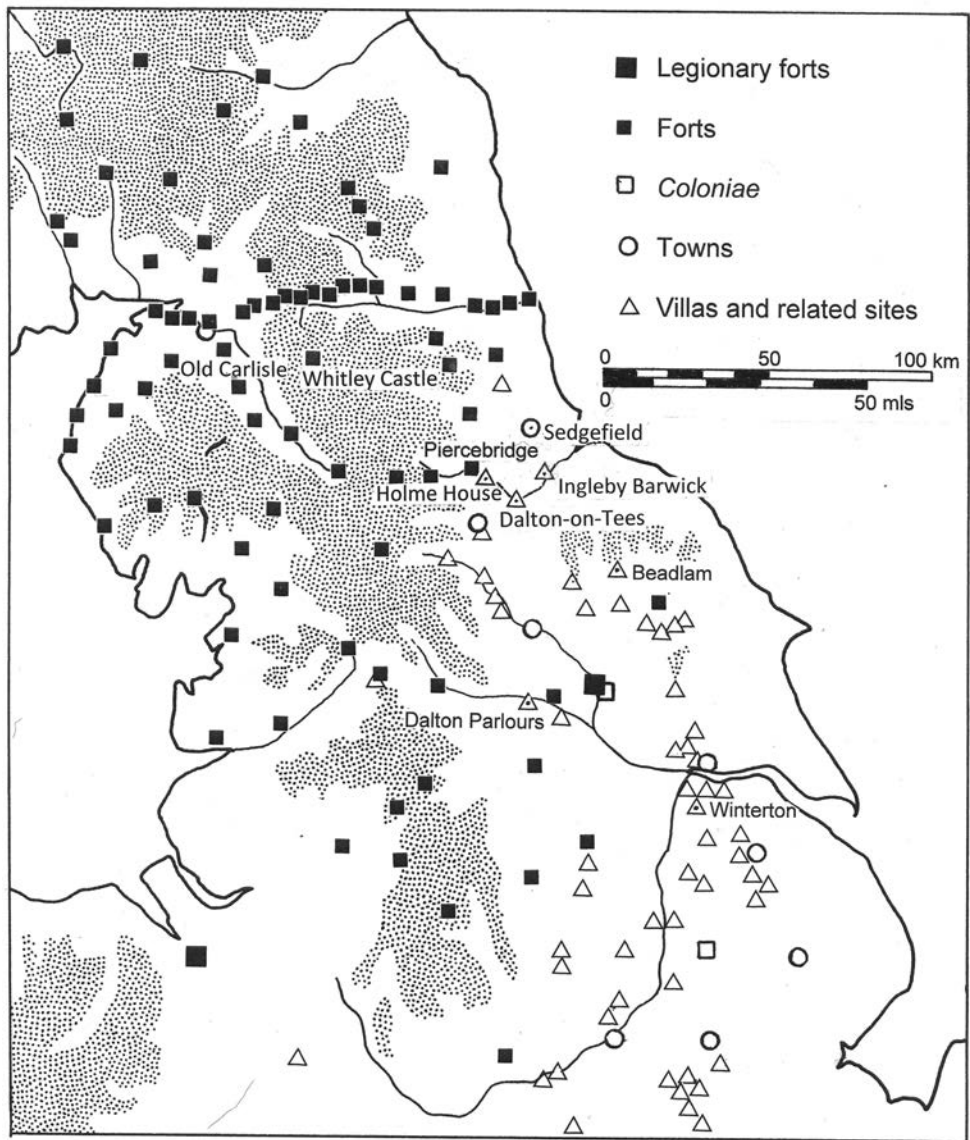 Legionary forts
Forts
Coloniae
Towns
Villas and related sites
0 50 100 km
0 50 mls
Old Carlisle
Whitley Castle
Sedgefield
Piercebridge
Holme House
Ingleby Barwick
Dalton-on-Tees
Beadlam
Dalton Parlours
Winterton